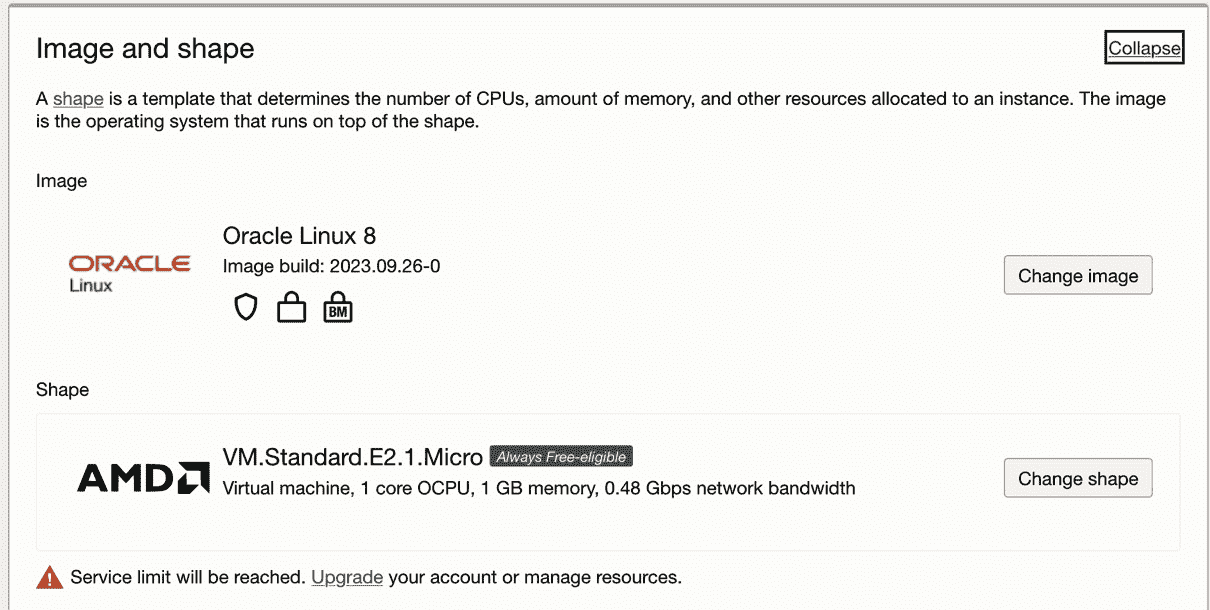 Image and shape
Collapse
A shape is a template that determines the number of CPUs, amount of memory, and other resources allocated to an instance. The image
is the operating system that runs on top of the shape.
Image
ORACLE
Linux
Oracle Linux 8
Image build: 2023.09.26-0
BM
Change image
Shape
AMD
VM.Standard.E2.1.Micro Always Free-eligible
Virtual machine, 1 core OCPU, 1 GB memory, 0.48 Gbps network bandwidth
Change shape
Service limit will be reached. Upgrade your account or manage resources.